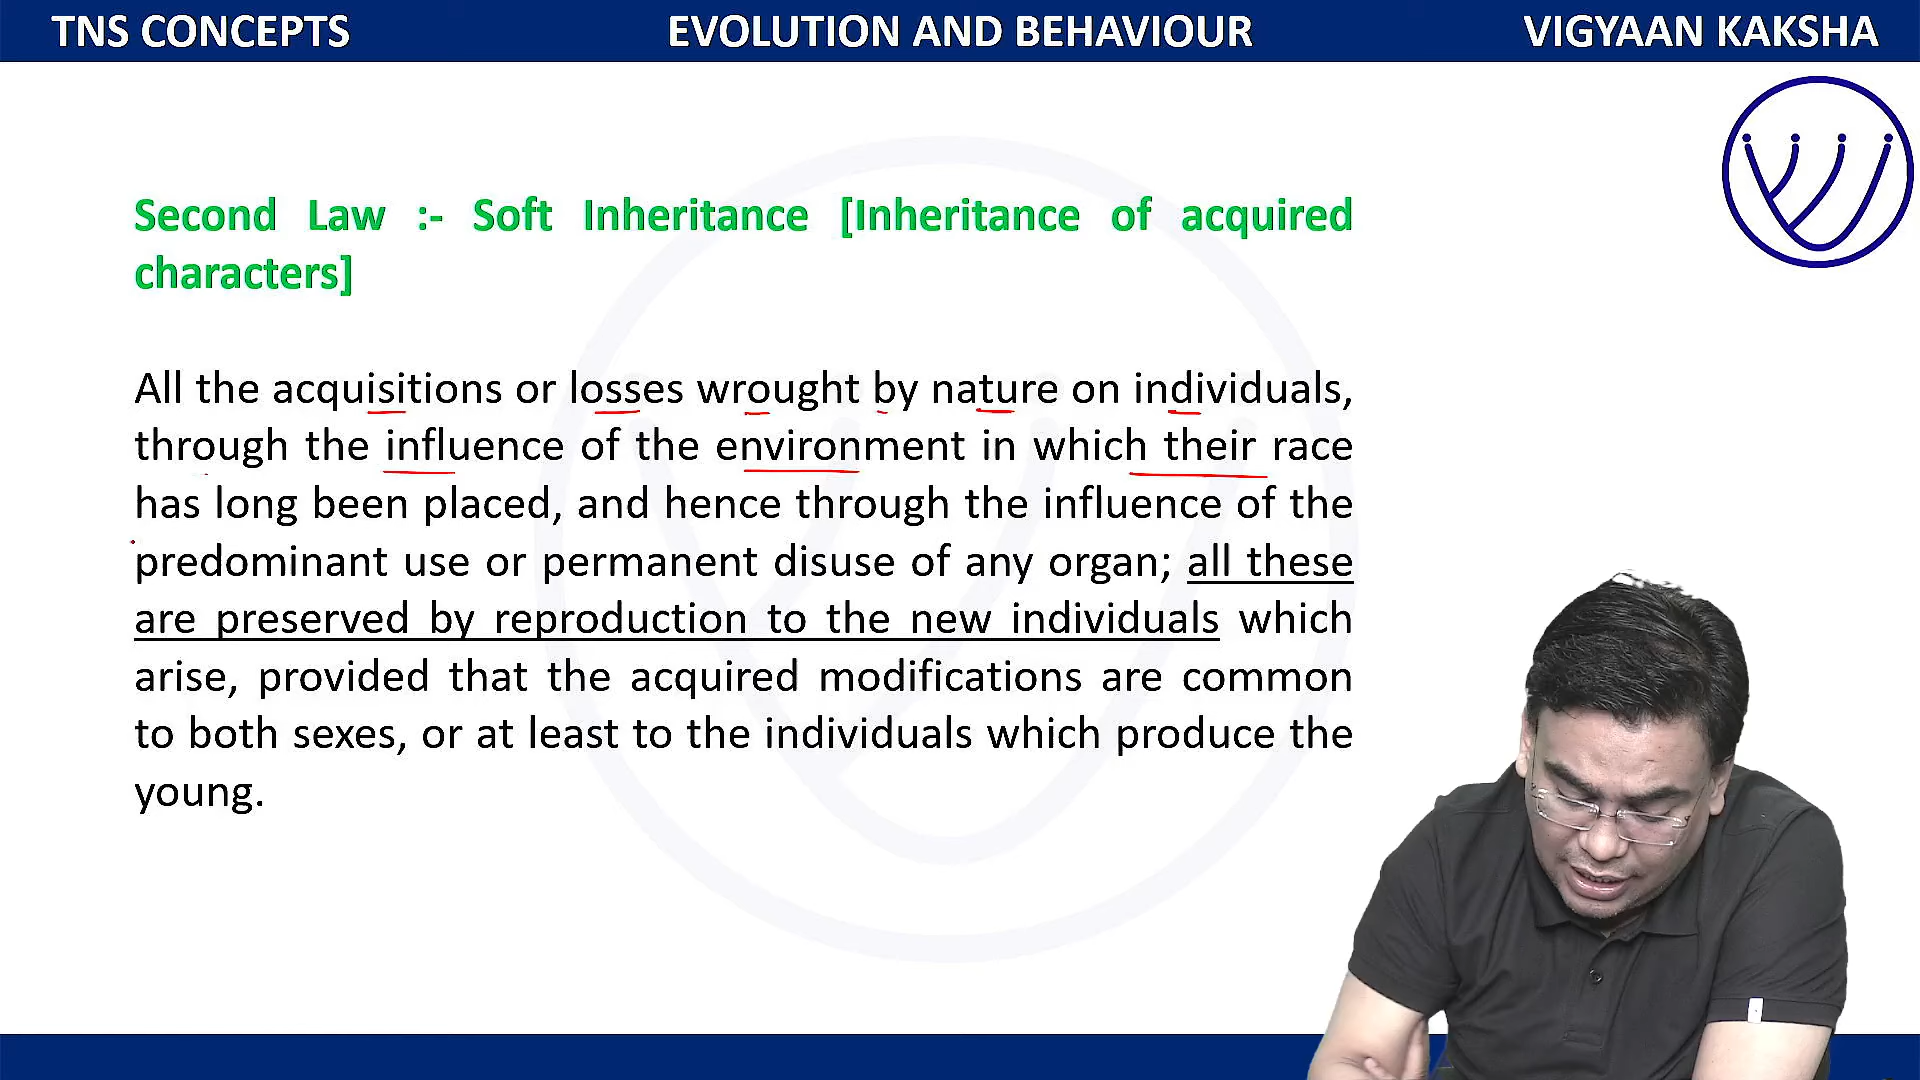 TNS CONCEPTS EVOLUTION AND BEHAVIOUR VIGYAAN KAKSHA
Second Law :- Soft Inheritance [Inheritance of acquired
characters]
All the acquisitions or losses wrought by nature on individuals,
through the influence of the environment in which their race
has long been placed, and hence through the influence of the
predominant use or permanent disuse of any organ; all these
are preserved by reproduction to the new individuals which
arise, provided that the acquired modifications are common
to both sexes, or at least to the individuals which produce the
young.